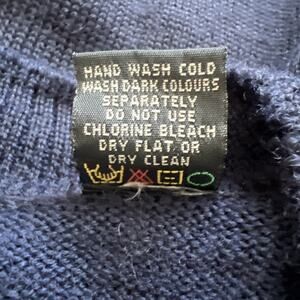 HAND WASH COLD
WASH DARK COLOURS
SEPARATELY
DO NOT USE
CHLORINE BLEACH
DRY FLAT OR
DRY CLEAN